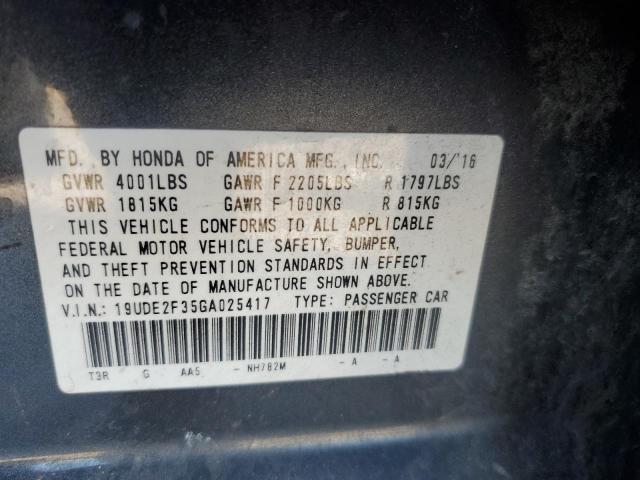 MFD. BY HONDA OF AMERICA MFG., INC. 03/'16
GVWR 4001LBS GAWR F 2205LBS R 1797LBS
GVWR 1815KG GAWR F 1000KG R 815KG
THIS VEHICLE CONFORMS TO ALL APPLICABLE
FEDERAL MOTOR VEHICLE SAFETY, BUMPER,
AND THEFT PREVENTION STANDARDS IN EFFECT
ON THE DATE OF MANUFACTURE SHOWN ABOVE.
V.I.N.: 19UDE2F35GA025417 TYPE: PASSENGER CAR
T3R G AA5 - NH782M - A - A